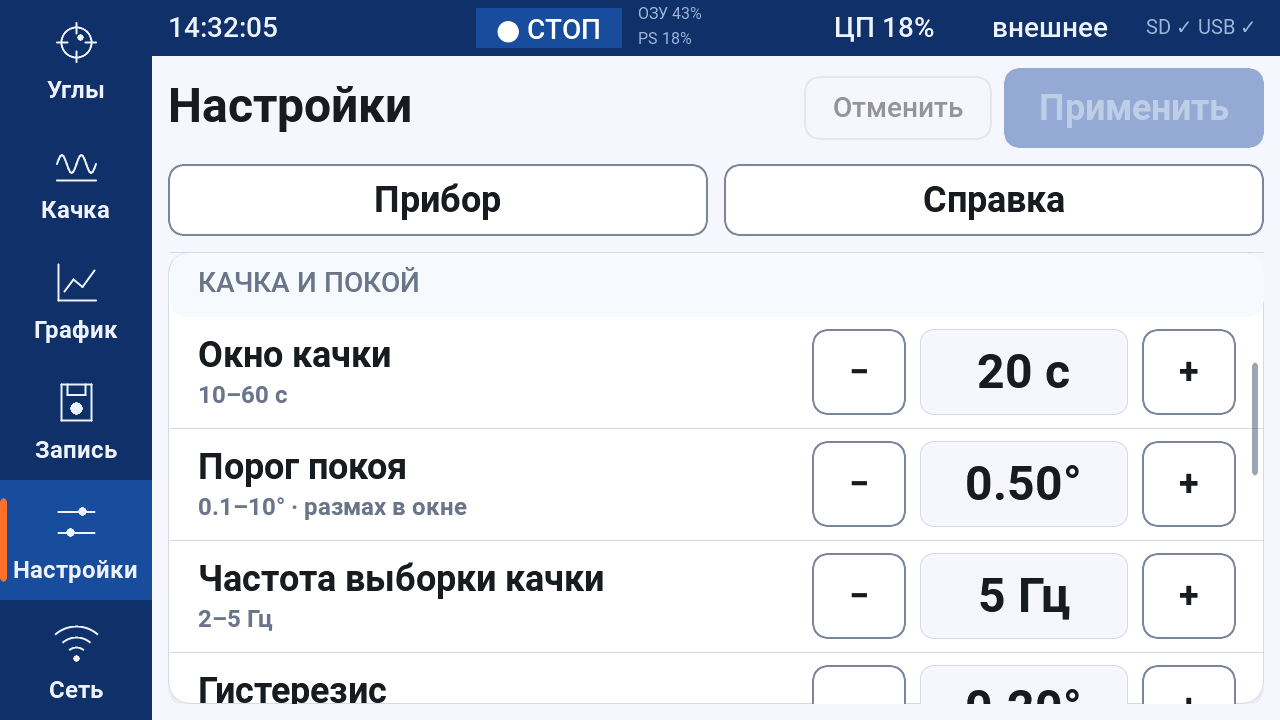 14:32:05
СТОП
ОЗУ 43%
PS 18%
ЦП 18%
внешнее
SD ✓ USB ✓
Углы
Качка
График
Запись
Настройки
Сеть
Настройки
Отменить
Применить
Прибор
Справка
КАЧКА И ПОКОЙ
Окно качки
10–60 с
−
20 с
+
Порог покоя
0.1–10° · размах в окне
−
0.50°
+
Частота выборки качки
2–5 Гц
−
5 Гц
+
Гистерезис
0.20°
+